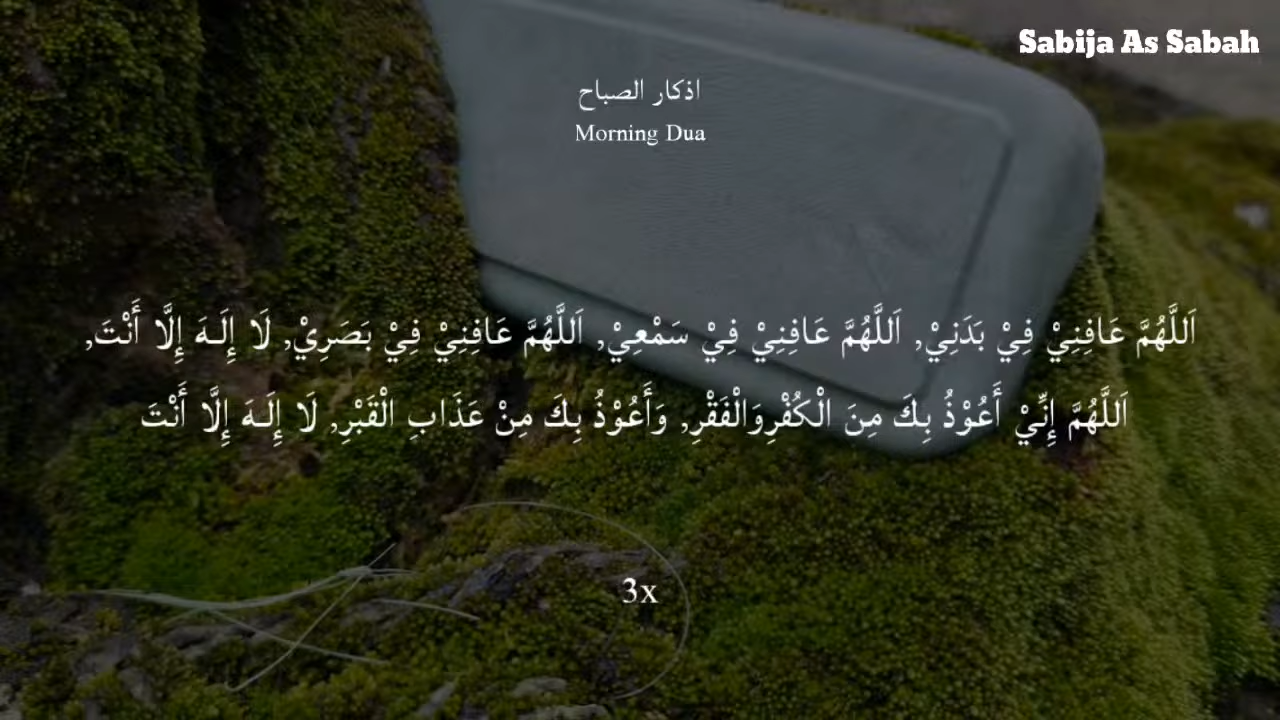 Sabija As Sabah
اذكار الصباح
Morning Dua
اَللَّهُمَّ عَافِنِيْ فِيْ بَدَنِيْ, اَللَّهُمَّ عَافِنِيْ فِيْ سَمْعِيْ, اَللَّهُمَّ عَافِنِيْ فِيْ بَصَرِيْ, لَا إِلَـهَ إِلَّا أَنْتَ,
اَللَّهُمَّ إِنِّيْ أَعُوْذُ بِكَ مِنَ الْكُفْرِوَالْفَقْرِ, وَأَعُوْذُ بِكَ مِنْ عَذَابِ الْقَبْرِ, لَا إِلَـهَ إِلَّا أَنْتَ
3x